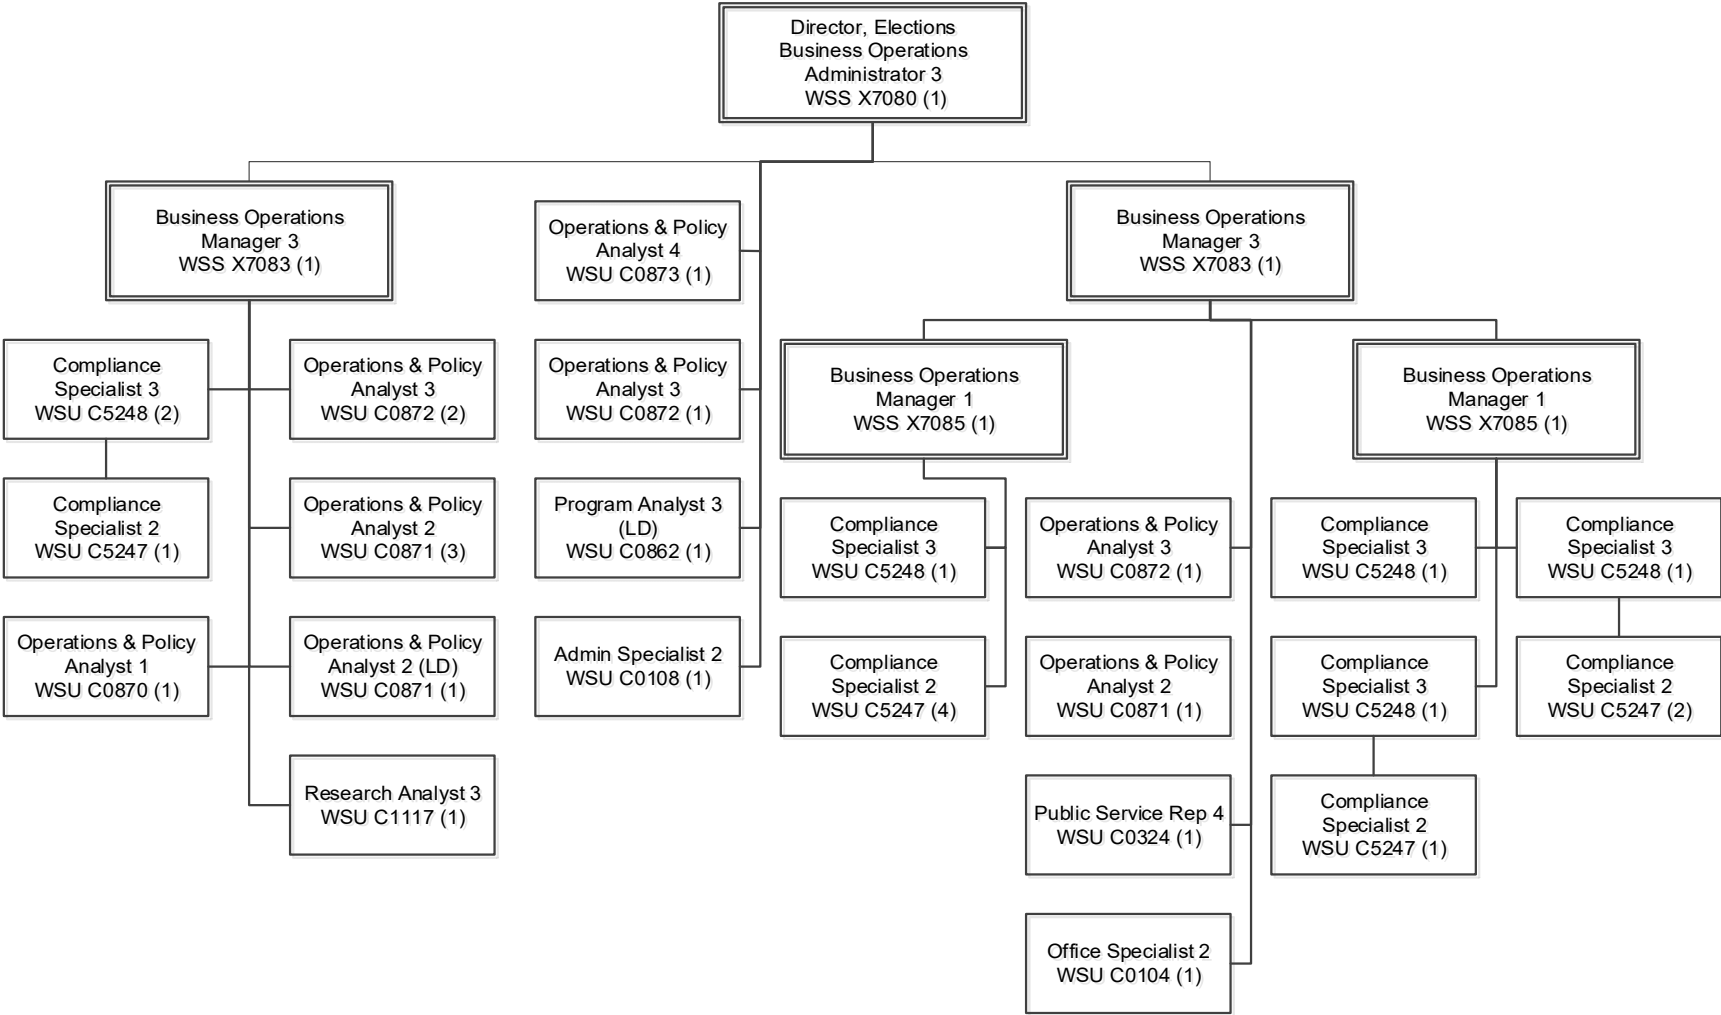 Director, Elections
Business Operations
Administrator 3
WSS X7080 (1)
Business Operations
Manager 3
WSS X7083 (1)
Operations & Policy
Analyst 4
WSU C0873 (1)
Business Operations
Manager 3
WSS X7083 (1)
Compliance
Specialist 3
WSU C5248 (2)
Operations & Policy
Analyst 3
WSU C0872 (2)
Operations & Policy
Analyst 3
WSU C0872 (1)
Business Operations
Manager 1
WSS X7085 (1)
Business Operations
Manager 1
WSS X7085 (1)
Compliance
Specialist 2
WSU C5247 (1)
Operations & Policy
Analyst 2
WSU C0871 (3)
Program Analyst 3
(LD)
WSU C0862 (1)
Compliance
Specialist 3
WSU C5248 (1)
Operations & Policy
Analyst 3
WSU C0872 (1)
Compliance
Specialist 3
WSU C5248 (1)
Compliance
Specialist 3
WSU C5248 (1)
Operations & Policy
Analyst 1
WSU C0870 (1)
Operations & Policy
Analyst 2 (LD)
WSU C0871 (1)
Admin Specialist 2
WSU C0108 (1)
Compliance
Specialist 2
WSU C5247 (4)
Operations & Policy
Analyst 2
WSU C0871 (1)
Compliance
Specialist 3
WSU C5248 (1)
Compliance
Specialist 2
WSU C5247 (2)
Research Analyst 3
WSU C1117 (1)
Public Service Rep 4
WSU C0324 (1)
Compliance
Specialist 2
WSU C5247 (1)
Office Specialist 2
WSU C0104 (1)